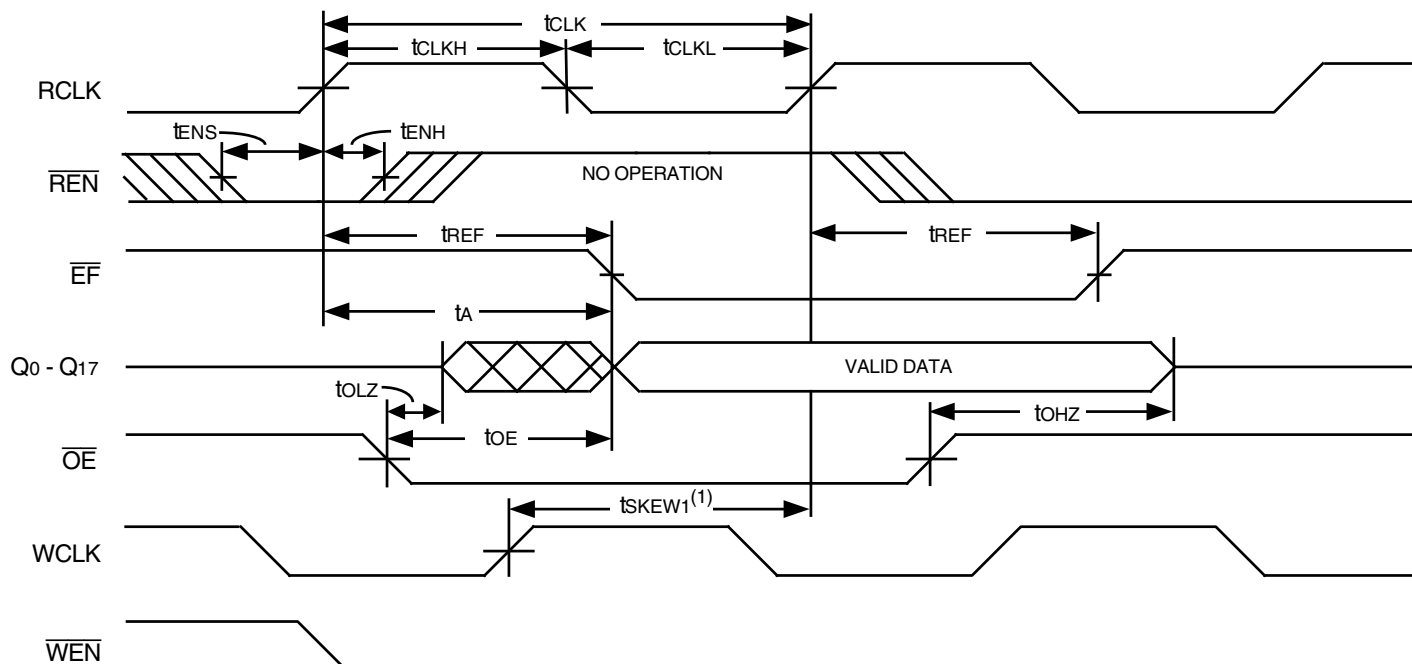 tCLK
tCLKH
tCLKL
RCLK
tENS
tENH
REN
NO OPERATION
tREF
tREF
EF
tA
Q0 - Q17
VALID DATA
tOLZ
tOHZ
tOE
OE
tSKEW1(1)
WCLK
WEN